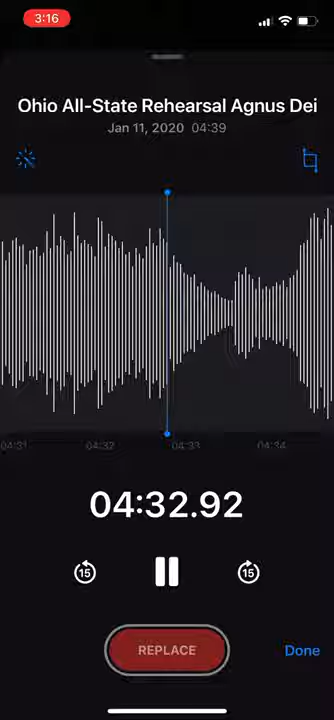 3:16
Ohio All-State Rehearsal Agnus Dei
Jan 11, 2020 04:39
04:31 04:32 04:33 04:34
04:32.92
15 15
REPLACE Done